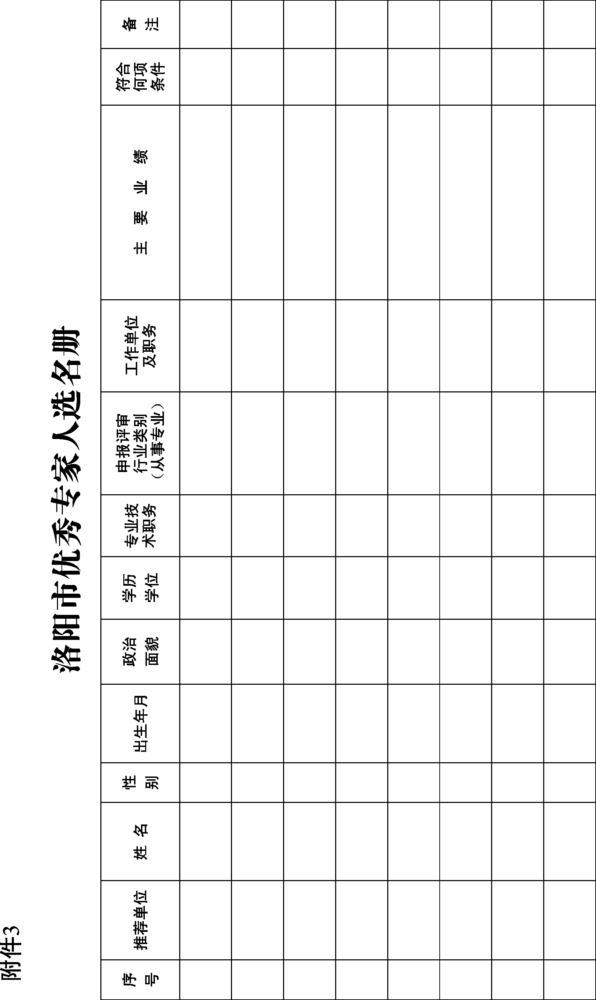 附件3
洛阳市优秀专家人选名册
序
号
推荐单位
姓 名
性
别
出生年月
政治
面貌
学历
学位
专业技
术职务
申报评审
行业类别
（从事专业）
工作单位
及职务
主 要 业 绩
符合
何项
条件
备
注